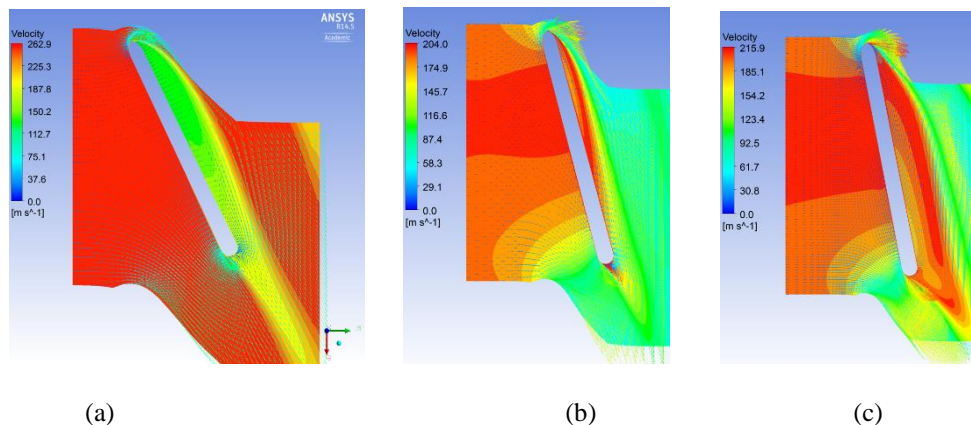 ANSYS
R14.5
Academic
Velocity
262.9
225.3
187.8
150.2
112.7
75.1
37.6
0.0
[m s^-1]
(a)
Velocity
204.0
174.9
145.7
116.6
87.4
58.3
29.1
0.0
[m s^-1]
(b)
Velocity
215.9
185.1
154.2
123.4
92.5
61.7
30.8
0.0
[m s^-1]
(c)